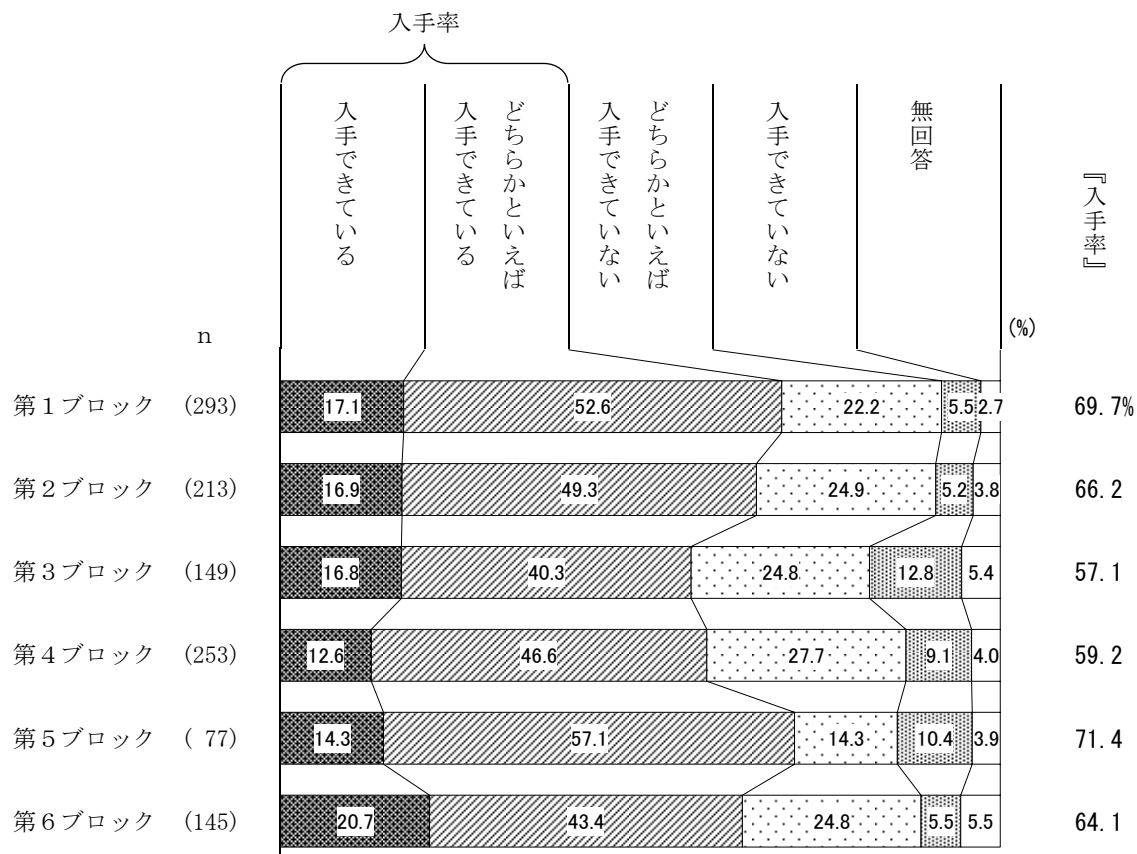 入手率
入手できている
どちらかといえば
入手できている
どちらかといえば
入手できていない
入手できていない
無回答
『入手率』
n
(%)
第１ブロック (293) 17.1 52.6 22.2 5.5 2.7 69.7%
第２ブロック (213) 16.9 49.3 24.9 5.2 3.8 66.2
第３ブロック (149) 16.8 40.3 24.8 12.8 5.4 57.1
第４ブロック (253) 12.6 46.6 27.7 9.1 4.0 59.2
第５ブロック ( 77) 14.3 57.1 14.3 10.4 3.9 71.4
第６ブロック (145) 20.7 43.4 24.8 5.5 5.5 64.1